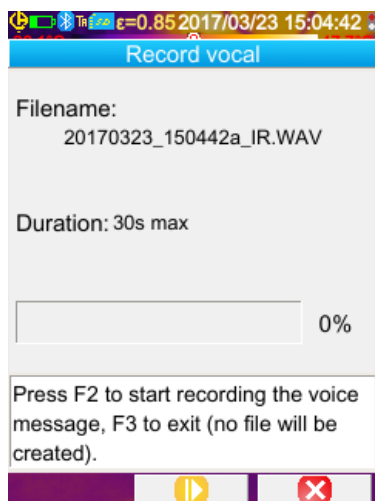 ε=0.85 2017/03/23 15:04:42
Record vocal
Filename:
20170323_150442a_IR.WAV
Duration: 30s max
0%
Press F2 to start recording the voice
message, F3 to exit (no file will be
created).